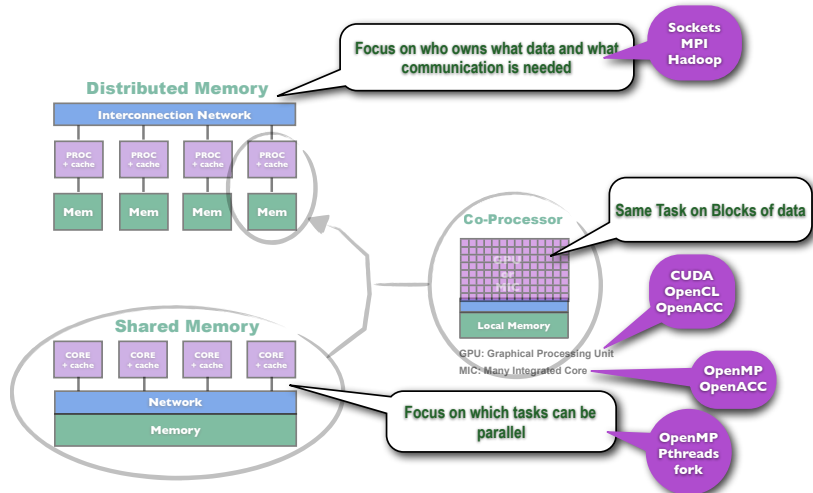 Focus on who owns what data and what
communication is needed
Sockets
MPI
Hadoop
Distributed Memory
Interconnection Network
PROC
+ cache
PROC
+ cache
PROC
+ cache
PROC
+ cache
Mem
Mem
Mem
Mem
Co-Processor
Same Task on Blocks of data
GPU
or
MIC
Local Memory
GPU: Graphical Processing Unit
MIC: Many Integrated Core
CUDA
OpenCL
OpenACC
OpenMP
OpenACC
Shared Memory
CORE
+ cache
CORE
+ cache
CORE
+ cache
CORE
+ cache
Network
Memory
Focus on which tasks can be
parallel
OpenMP
Pthreads
fork